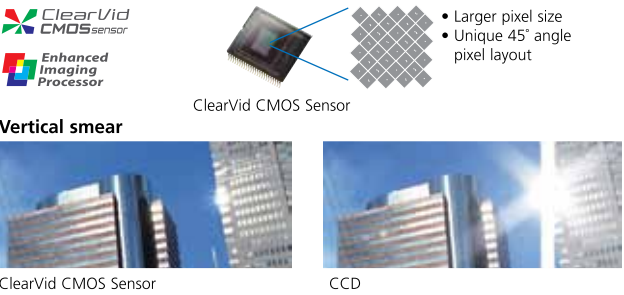 ClearVid
CMOS sensor
Enhanced
Imaging
Processor
• Larger pixel size
• Unique 45˚ angle
pixel layout
ClearVid CMOS Sensor
Vertical smear
ClearVid CMOS Sensor
CCD